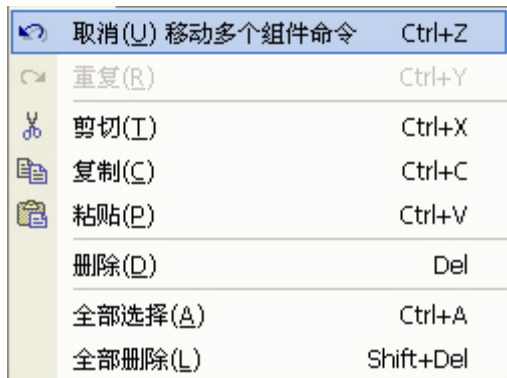 取消(U) 移动多个组件命令 Ctrl+Z
重复(R) Ctrl+Y
剪切(T) Ctrl+X
复制(C) Ctrl+C
粘贴(P) Ctrl+V
删除(D) Del
全部选择(A) Ctrl+A
全部删除(L) Shift+Del